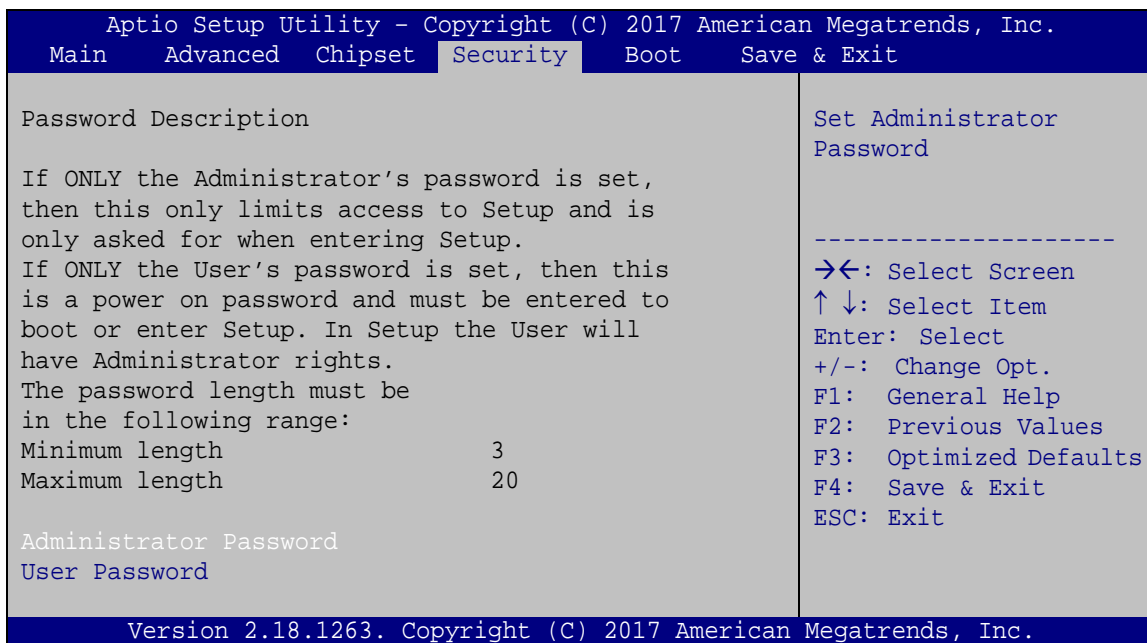 Aptio Setup Utility – Copyright (C) 2017 American Megatrends, Inc.
Main Advanced Chipset Security Boot Save & Exit
Password Description
If ONLY the Administrator’s password is set,
then this only limits access to Setup and is
only asked for when entering Setup.
If ONLY the User’s password is set, then this
is a power on password and must be entered to
boot or enter Setup. In Setup the User will
have Administrator rights.
The password length must be
in the following range:
Minimum length 3
Maximum length 20
Administrator Password
User Password
Set Administrator
Password
---------------------
→←: Select Screen
↑ ↓: Select Item
Enter: Select
+/-: Change Opt.
F1: General Help
F2: Previous Values
F3: Optimized Defaults
F4: Save & Exit
ESC: Exit
Version 2.18.1263. Copyright (C) 2017 American Megatrends, Inc.